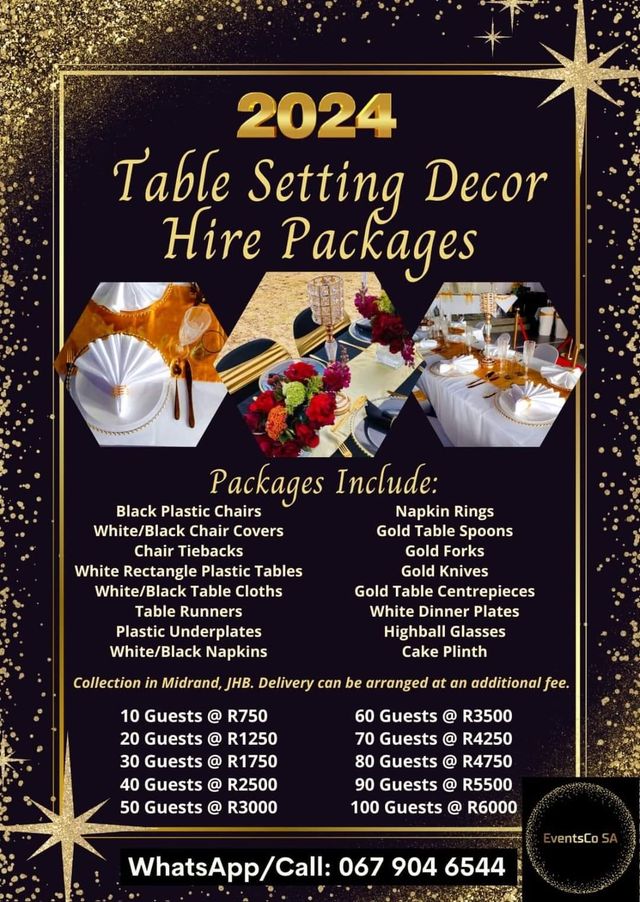 2024
Table Setting Decor
Hire Packages
Packages Include:
Black Plastic Chairs
White/Black Chair Covers
Chair Tiebacks
White Rectangle Plastic Tables
White/Black Table Cloths
Table Runners
Plastic Underplates
White/Black Napkins
Napkin Rings
Gold Table Spoons
Gold Forks
Gold Knives
Gold Table Centrepieces
White Dinner Plates
Highball Glasses
Cake Plinth
Collection in Midrand, JHB. Delivery can be arranged at an additional fee.
10 Guests @ R750
20 Guests @ R1250
30 Guests @ R1750
40 Guests @ R2500
50 Guests @ R3000
60 Guests @ R3500
70 Guests @ R4250
80 Guests @ R4750
90 Guests @ R5500
100 Guests @ R6000
EventsCo SA
WhatsApp/Call: 067 904 6544